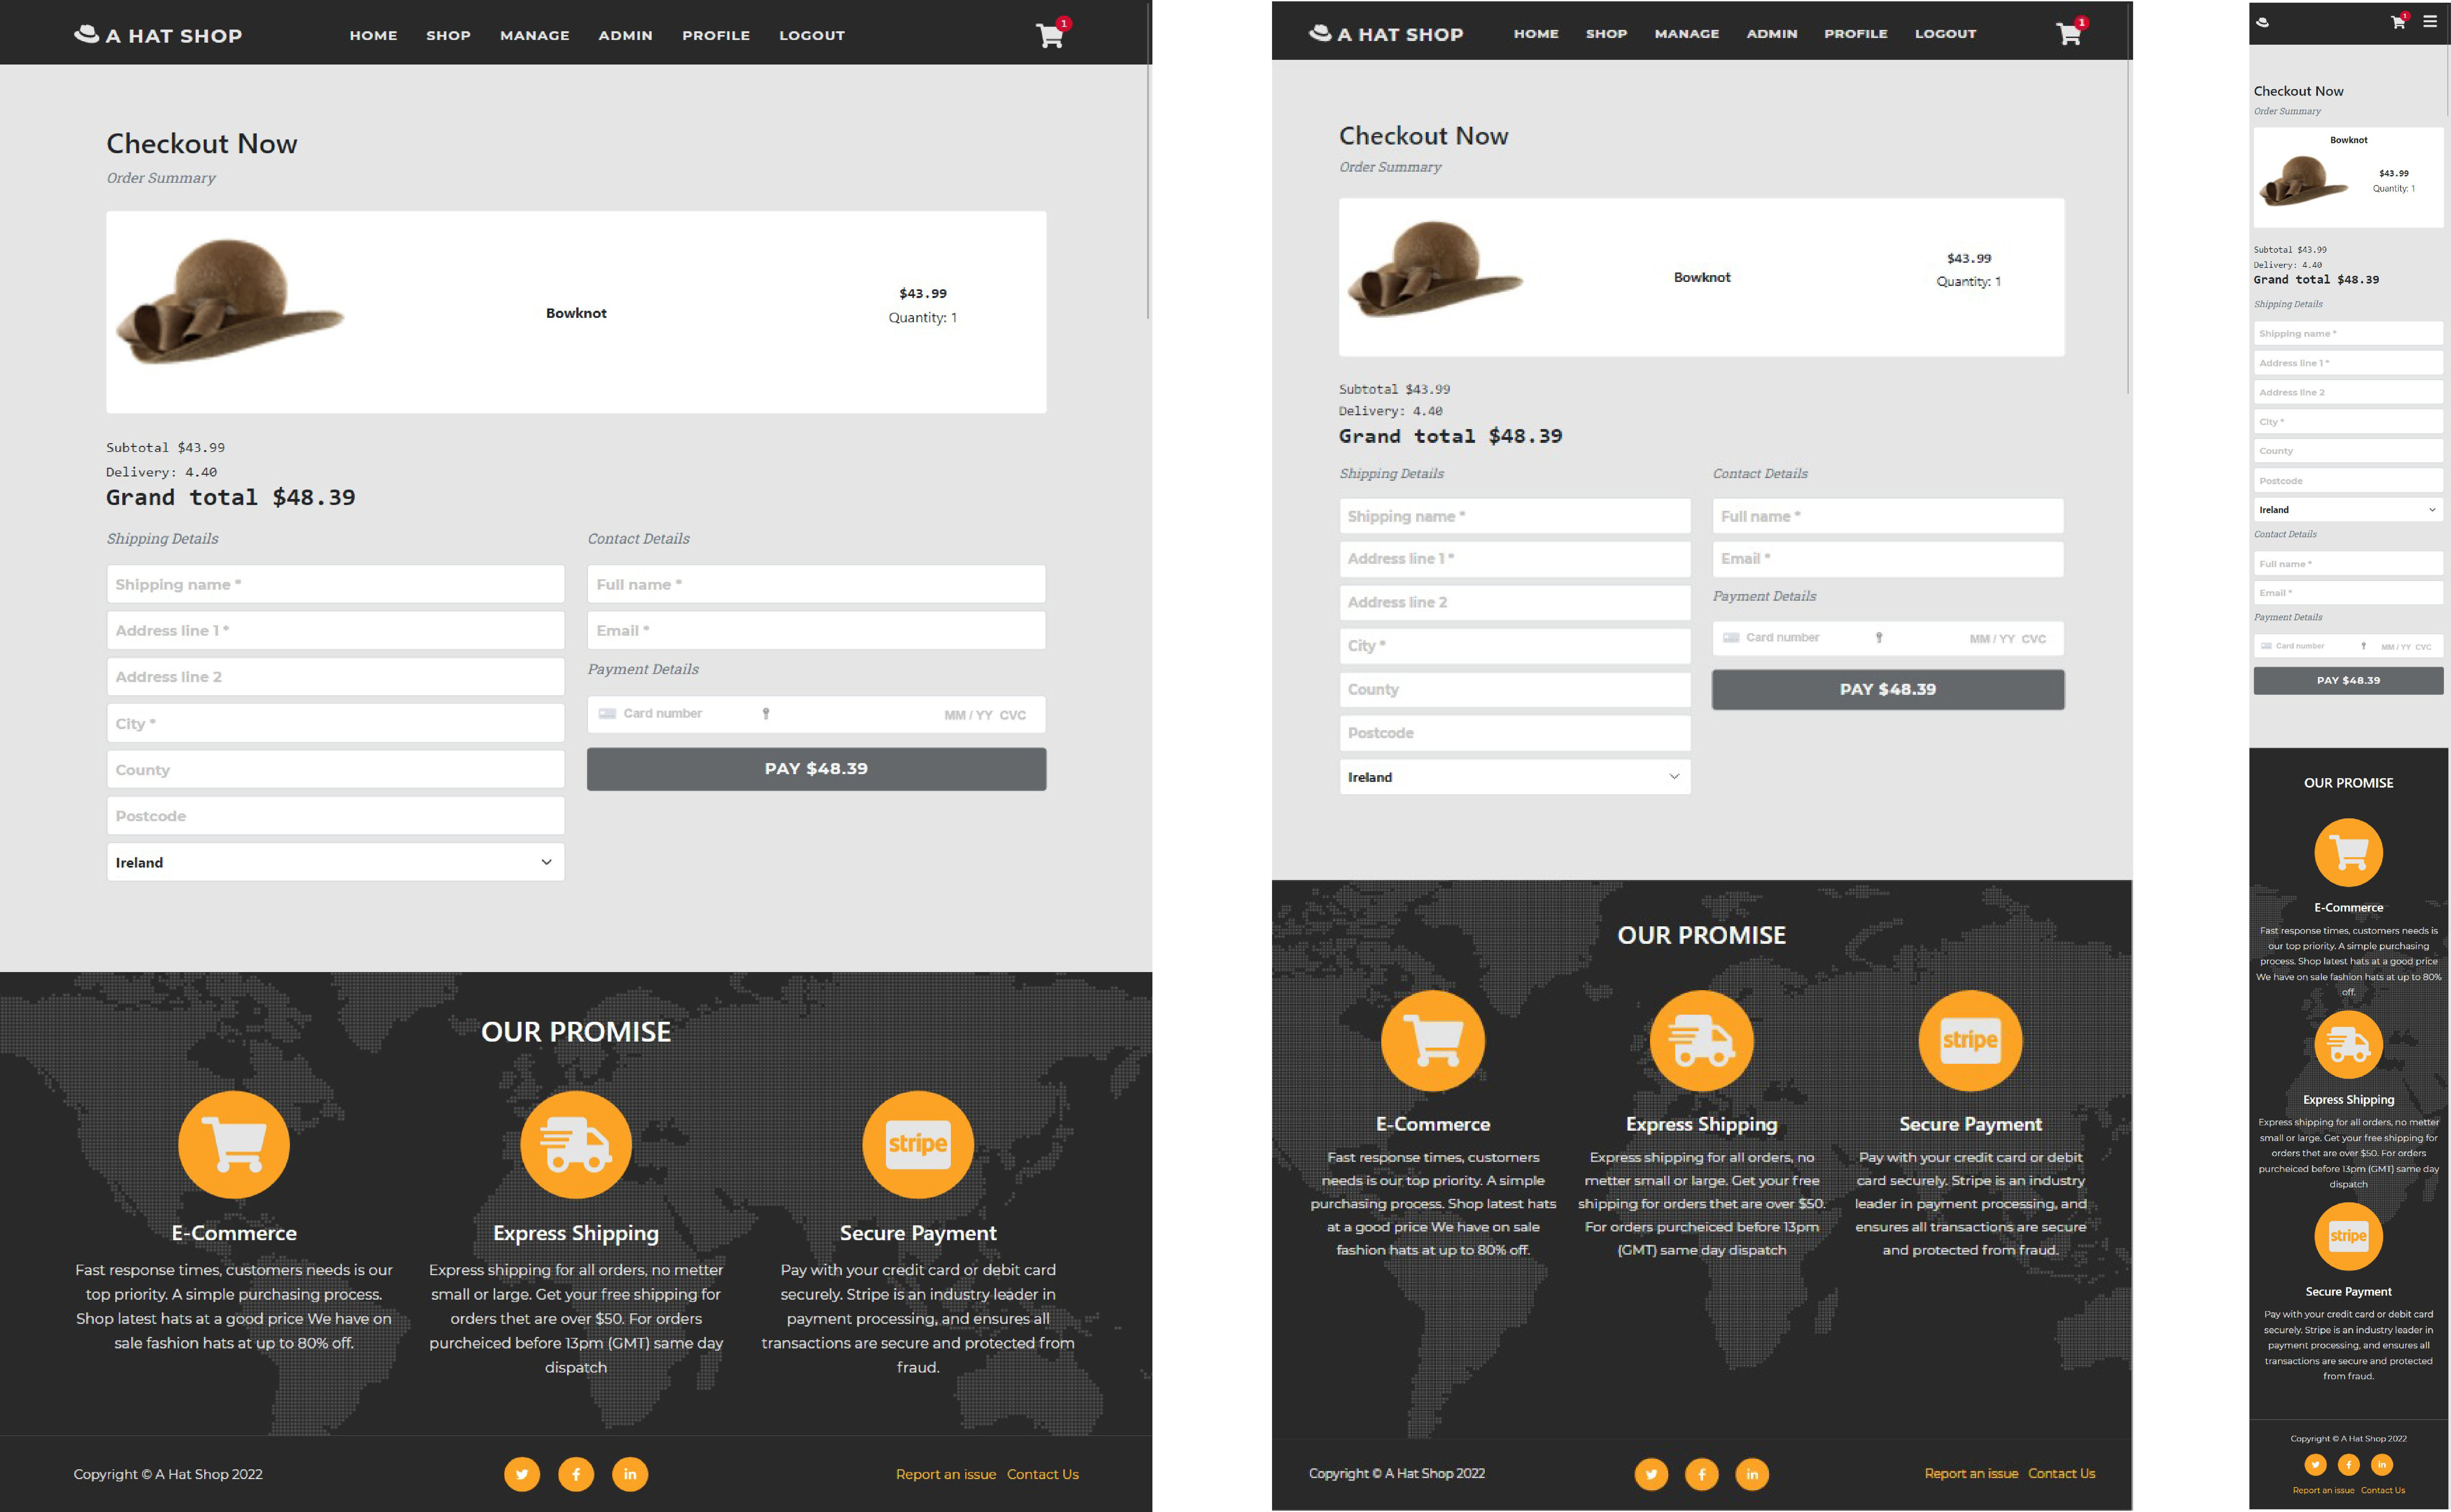 A HAT SHOP
HOME SHOP MANAGE ADMIN PROFILE LOGOUT
1
Checkout Now
Order Summary
Bowknot
$43.99
Quantity: 1
Subtotal $43.99
Delivery: 4.40
Grand total $48.39
Shipping Details
Shipping name *
Address line 1 *
Address line 2
City *
County
Postcode
Ireland
Contact Details
Full name *
Email *
Payment Details
Card number MM / YY CVC
PAY $48.39
OUR PROMISE
E-Commerce
Fast response times, customers needs is our
top priority. A simple purchasing process.
Shop latest hats at a good price We have on
sale fashion hats at up to 80% off.
Express Shipping
Express shipping for all orders, no metter
small or large. Get your free shipping for
orders thet are over $50. For orders
purcheiced before 13pm (GMT) same day
dispatch
stripe
Secure Payment
Pay with your credit card or debit card
securely. Stripe is an industry leader in
payment processing, and ensures all
transactions are secure and protected from
fraud.
Copyright © A Hat Shop 2022
Report an issue Contact Us
A HAT SHOP
HOME SHOP MANAGE ADMIN PROFILE LOGOUT
1
Checkout Now
Order Summary
Bowknot
$43.99
Quantity: 1
Subtotal $43.99
Delivery: 4.40
Grand total $48.39
Shipping Details
Shipping name *
Address line 1 *
Address line 2
City *
County
Postcode
Ireland
Contact Details
Full name *
Email *
Payment Details
Card number MM / YY CVC
PAY $48.39
OUR PROMISE
E-Commerce
Fast response times, customers
needs is our top priority. A simple
purchasing process. Shop latest hats
at a good price We have on sale
fashion hats at up to 80% off.
Express Shipping
Express shipping for all orders, no
metter small or large. Get your free
shipping for orders thet are over $50.
For orders purcheiced before 13pm
(GMT) same day dispatch
stripe
Secure Payment
Pay with your credit card or debit
card securely. Stripe is an industry
leader in payment processing, and
ensures all transactions are secure
and protected from fraud.
Copyright © A Hat Shop 2022
Report an issue Contact Us
1
Checkout Now
Order Summary
Bowknot
$43.99
Quantity: 1
Subtotal $43.99
Delivery: 4.40
Grand total $48.39
Shipping Details
Shipping name *
Address line 1 *
Address line 2
City *
County
Postcode
Ireland
Contact Details
Full name *
Email *
Payment Details
Card number MM / YY CVC
PAY $48.39
OUR PROMISE
E-Commerce
Fast response times, customers needs is
our top priority. A simple purchasing
process. Shop latest hats at a good price
We have on sale fashion hats at up to 80%
off.
Express Shipping
Express shipping for all orders, no metter
small or large. Get your free shipping for
orders thet are over $50. For orders
purcheiced before 13pm (GMT) same day
dispatch
stripe
Secure Payment
Pay with your credit card or debit card
securely. Stripe is an industry leader in
payment processing, and ensures all
transactions are secure and protected
from fraud.
Copyright © A Hat Shop 2022
Report an issue Contact Us